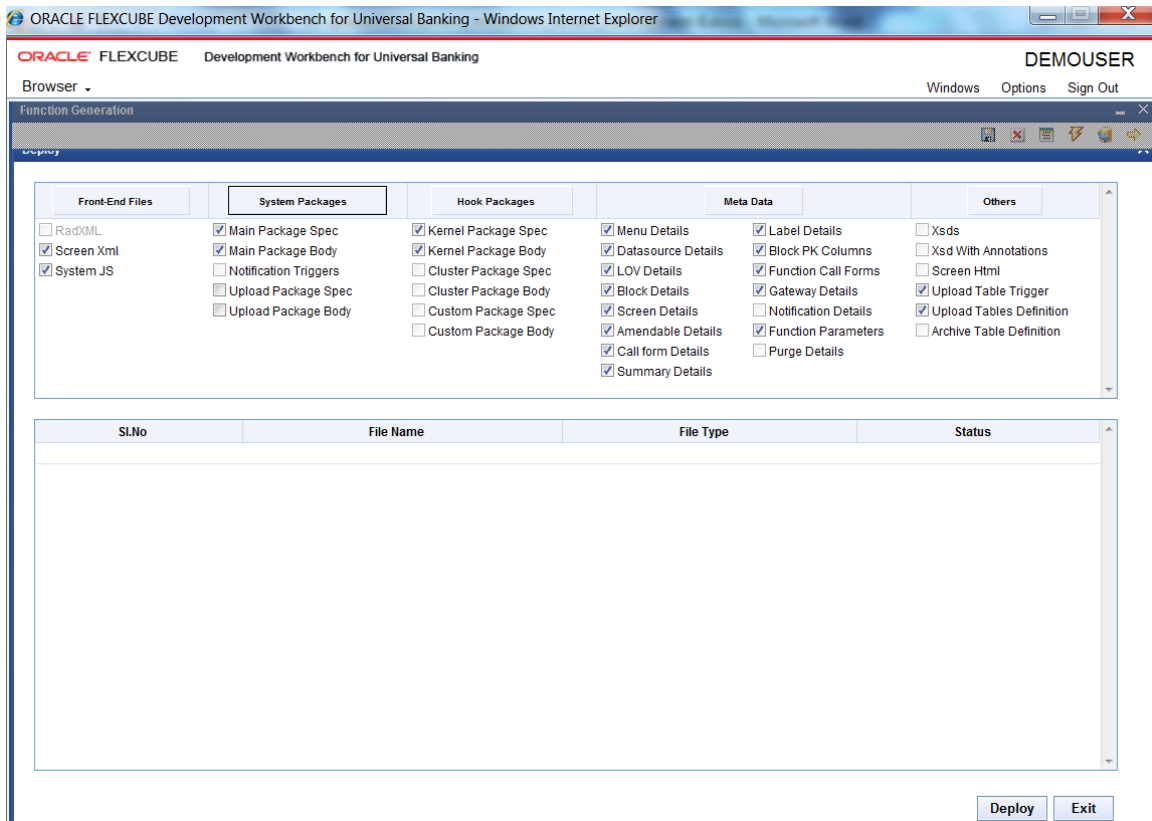 ORACLE FLEXCUBE Development Workbench for Universal Banking - Windows Internet Explorer
ORACLE FLEXCUBE Development Workbench for Universal Banking DEMOUSER
Browser Windows Options Sign Out
Function Generation
Deploy
Front-End Files System Packages Hook Packages Meta Data Others
RadXML Main Package Spec Kernel Package Spec Menu Details Label Details Xsds
Screen Xml Main Package Body Kernel Package Body Datasource Details Block PK Columns Xsd With Annotations
System JS Notification Triggers Cluster Package Spec LOV Details Function Call Forms Screen Html
Upload Package Spec Cluster Package Body Block Details Gateway Details Upload Table Trigger
Upload Package Body Custom Package Spec Screen Details Notification Details Upload Tables Definition
Custom Package Body Amendable Details Function Parameters Archive Table Definition
Call form Details Purge Details
Summary Details
Sl.No File Name File Type Status
Deploy Exit